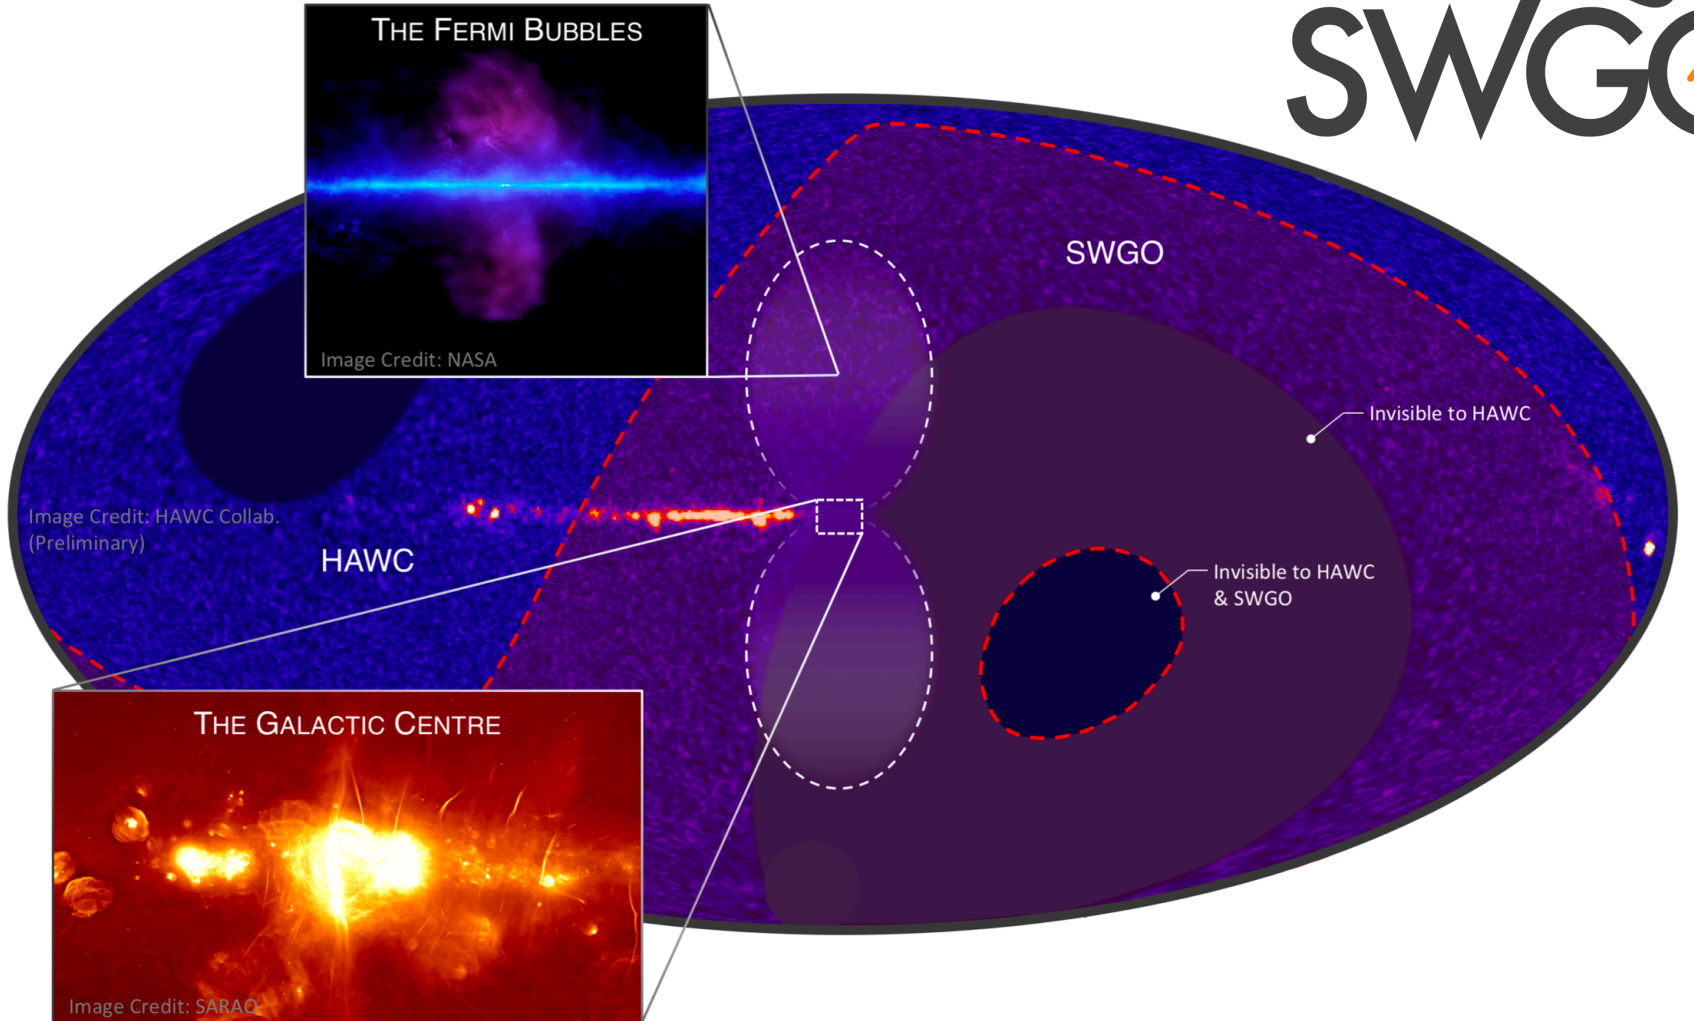 THE FERMI BUBBLES
Image Credit: NASA
SWGO
SWGO
Invisible to HAWC
Image Credit: HAWC Collab.
(Preliminary)
HAWC
Invisible to HAWC
& SWGO
THE GALACTIC CENTRE
Image Credit: SARAO